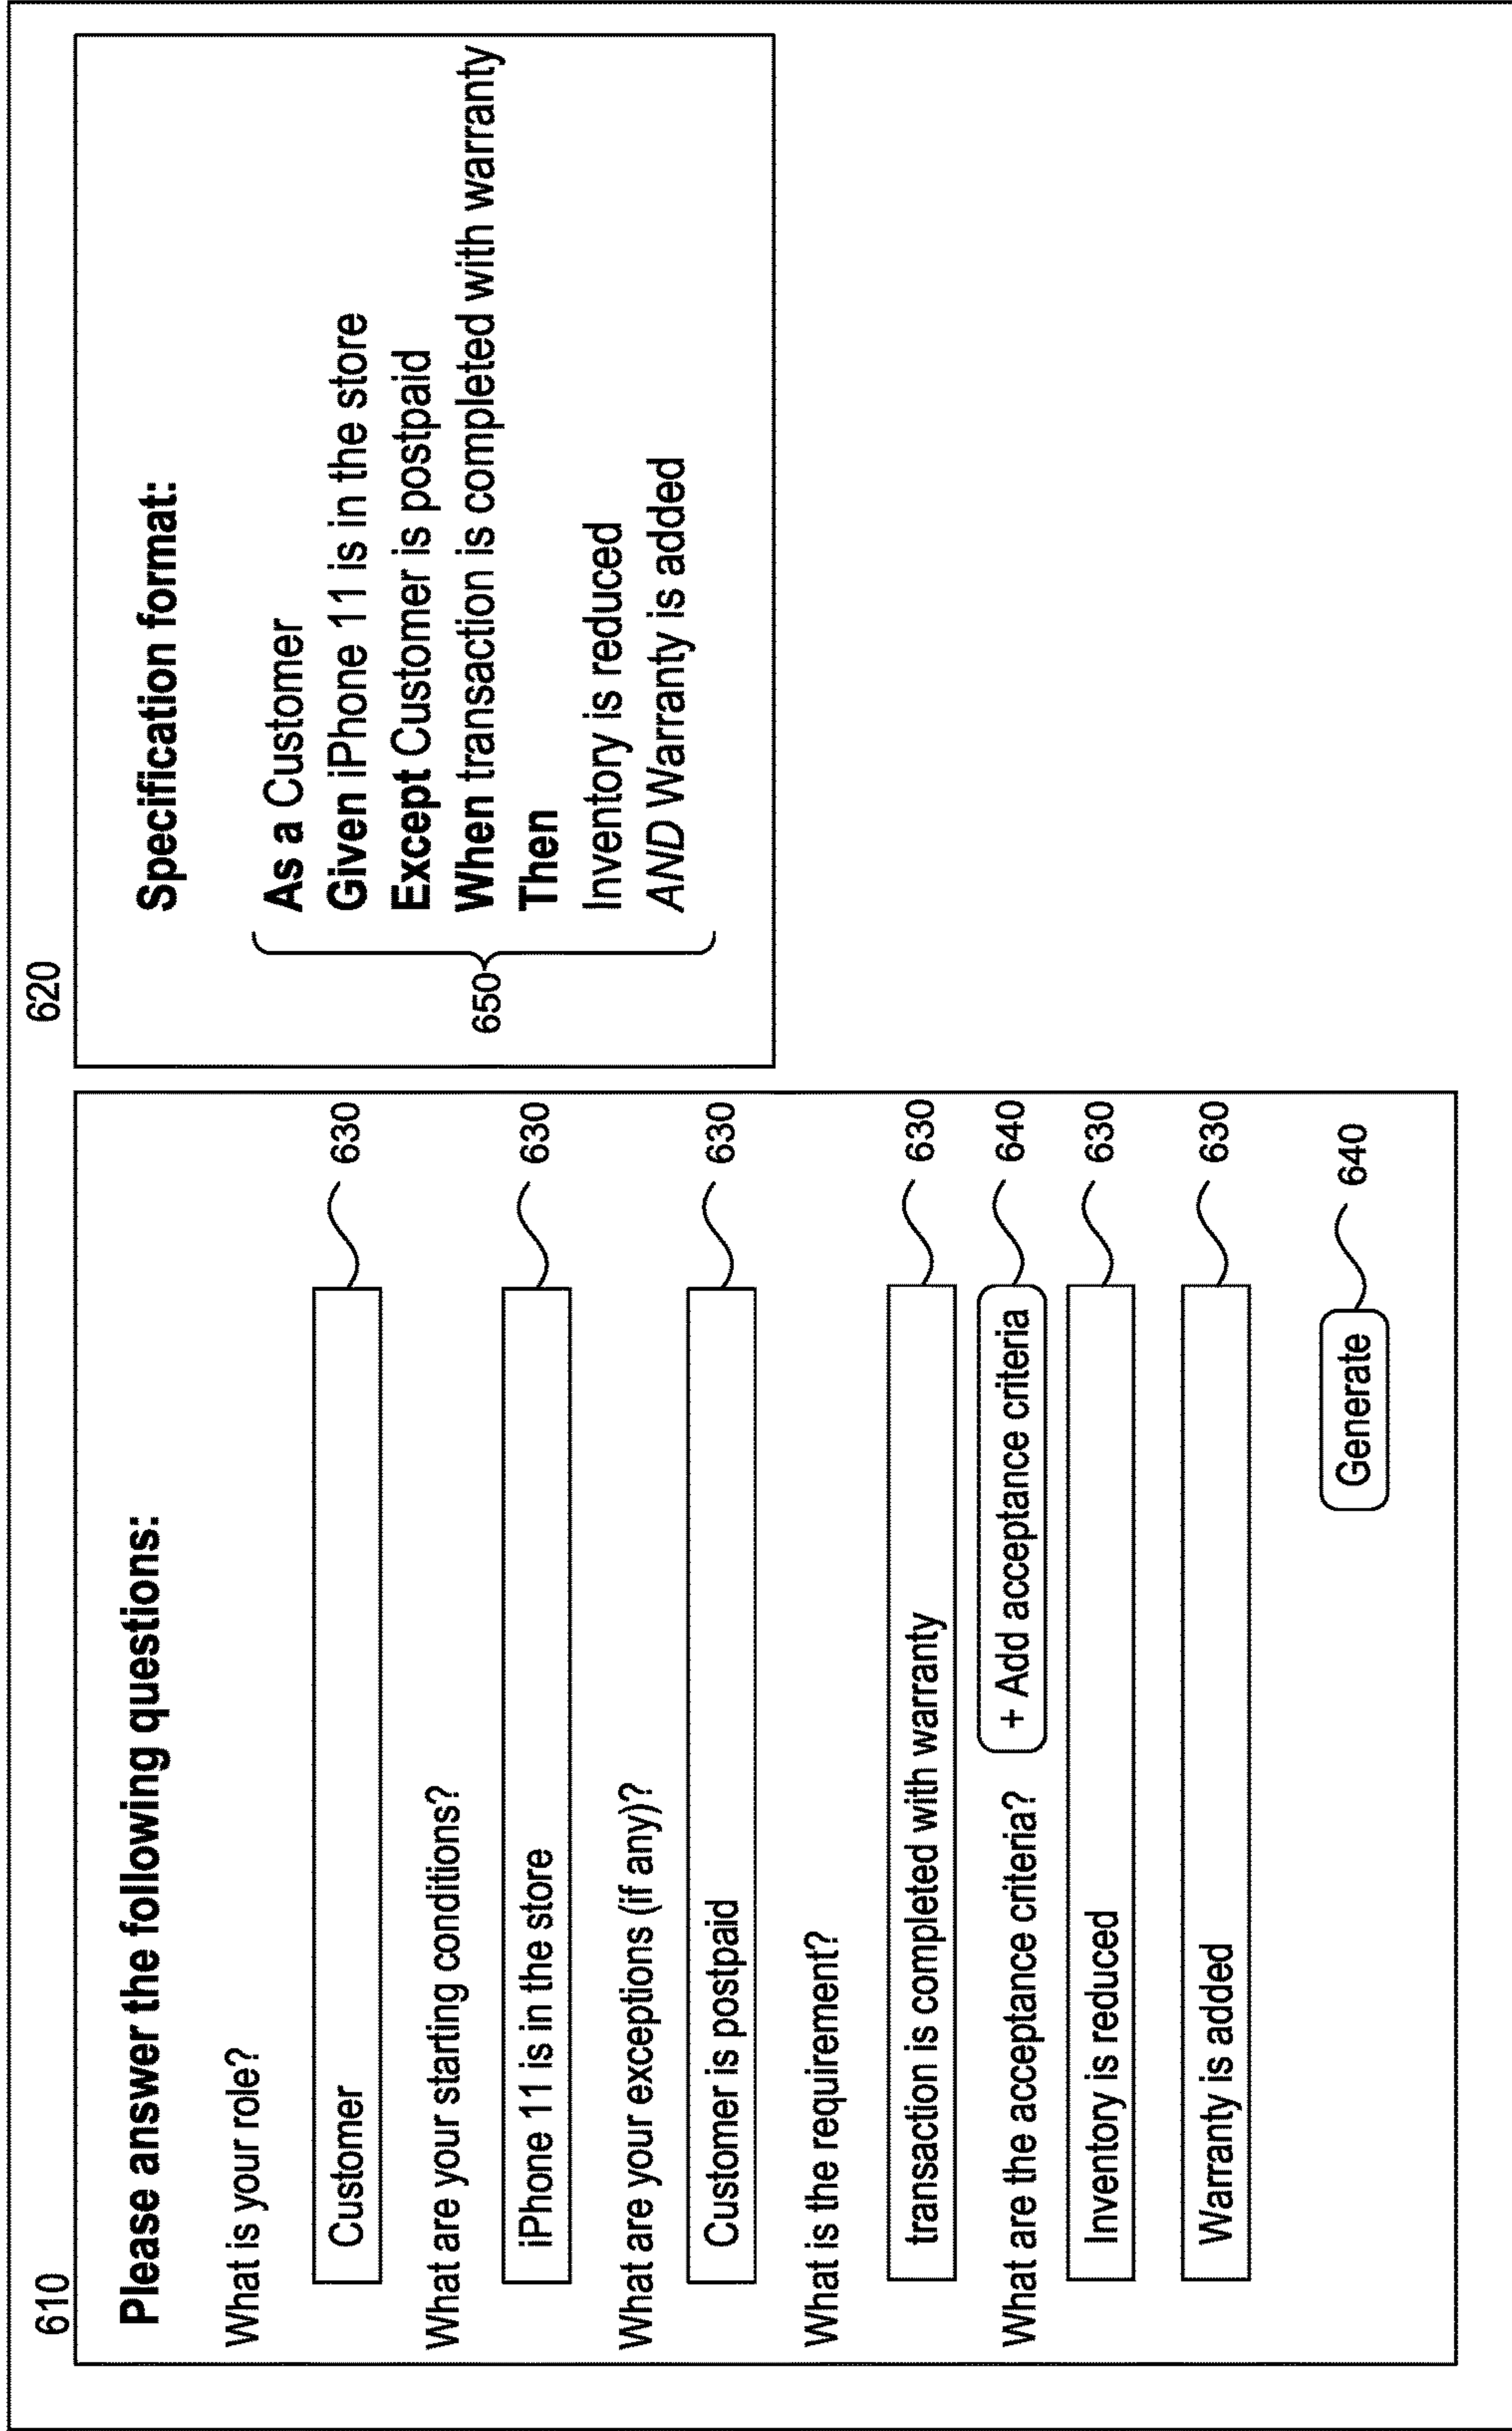 610
Please answer the following questions:
What is your role?
Customer
630
What are your starting conditions?
iPhone 11 is in the store
630
What are your exceptions (if any)?
Customer is postpaid
630
What is the requirement?
transaction is completed with warranty
630
What are the acceptance criteria?
+ Add acceptance criteria
640
Inventory is reduced
630
Warranty is added
630
Generate
640
620
Specification format:
As a Customer
Given iPhone 11 is in the store
Except Customer is postpaid
When transaction is completed with warranty
Then
Inventory is reduced
AND Warranty is added
650